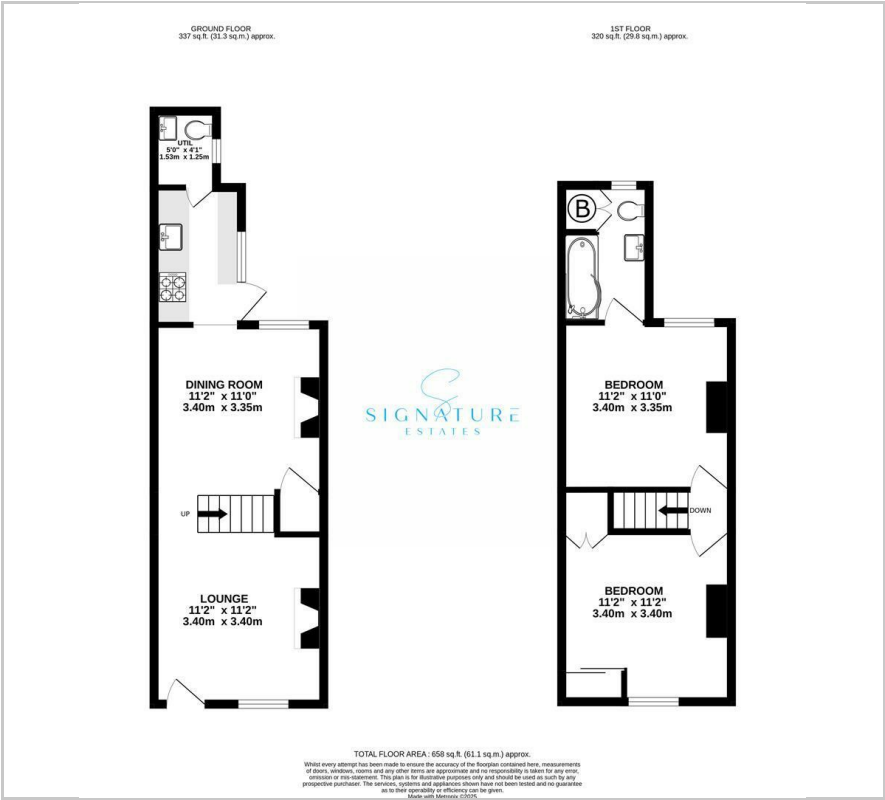 GROUND FLOOR
337 sq.ft. (31.3 sq.m.) approx.
1ST FLOOR
320 sq.ft. (29.8 sq.m.) approx.
UTIL
5'0" x 4'1"
1.53m x 1.25m
B
DINING ROOM
11'2" x 11'0"
3.40m x 3.35m
UP
LOUNGE
11'2" x 11'2"
3.40m x 3.40m
S
SIGNATURE
ESTATES
BEDROOM
11'2" x 11'0"
3.40m x 3.35m
DOWN
BEDROOM
11'2" x 11'2"
3.40m x 3.40m
TOTAL FLOOR AREA : 658 sq.ft. (61.1 sq.m.) approx.
Whilst every attempt has been made to ensure the accuracy of the floorplan contained here, measurements
of doors, windows, rooms and any other items are approximate and no responsibility is taken for any error,
omission or mis-statement. This plan is for illustrative purposes only and should be used as such by any
prospective purchaser. The services, systems and appliances shown have not been tested and no guarantee
as to their operability or efficiency can be given.
Made with Metropix ©2025